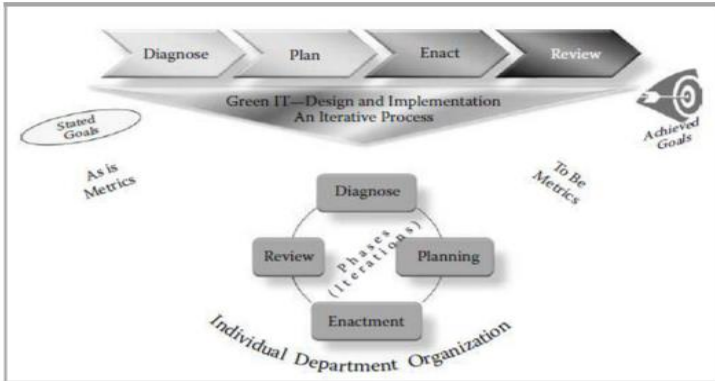 Diagnose
Plan
Enact
Review
Green IT—Design and Implementation
An Iterative Process
Stated
Goals
Achieved
Goals
As is
Metrics
To Be
Metrics
Diagnose
Review
Phases
(Iterations)
Planning
Enactment
Individual Department Organization